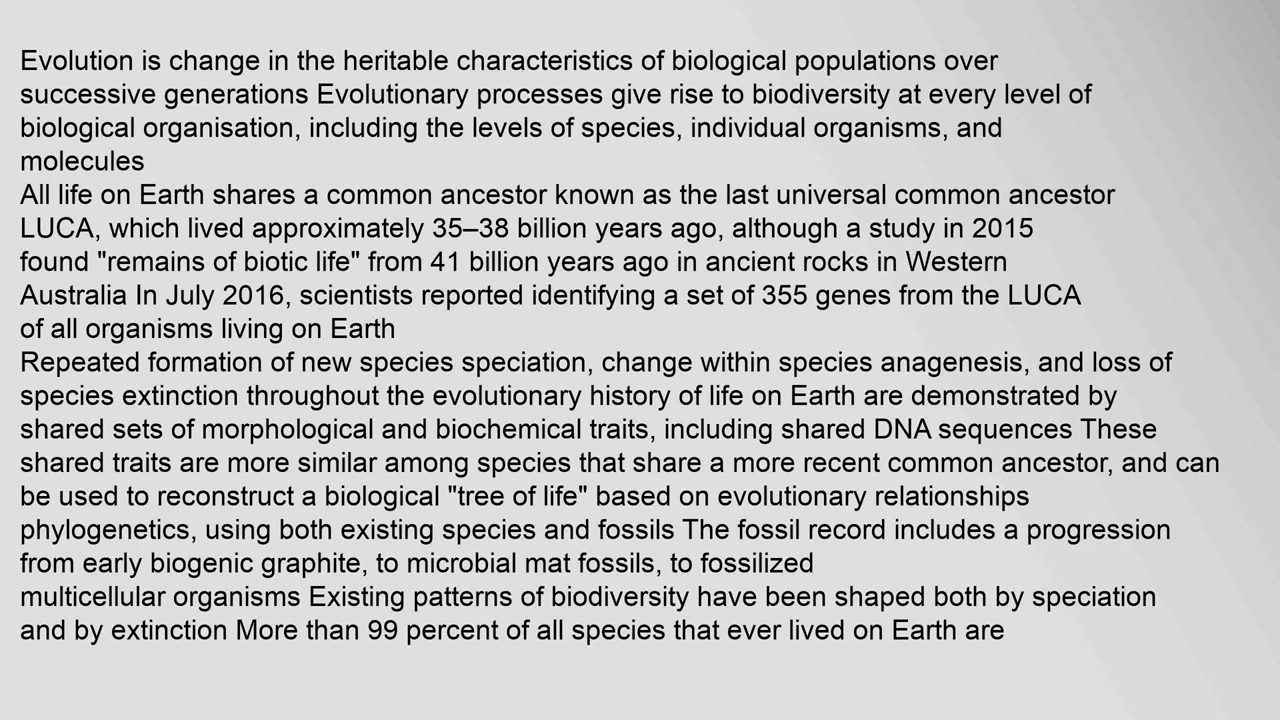 Evolution is change in the heritable characteristics of biological populations over
successive generations Evolutionary processes give rise to biodiversity at every level of
biological organisation, including the levels of species, individual organisms, and
molecules
All life on Earth shares a common ancestor known as the last universal common ancestor
LUCA, which lived approximately 35–38 billion years ago, although a study in 2015
found "remains of biotic life" from 41 billion years ago in ancient rocks in Western
Australia In July 2016, scientists reported identifying a set of 355 genes from the LUCA
of all organisms living on Earth
Repeated formation of new species speciation, change within species anagenesis, and loss of
species extinction throughout the evolutionary history of life on Earth are demonstrated by
shared sets of morphological and biochemical traits, including shared DNA sequences These
shared traits are more similar among species that share a more recent common ancestor, and can
be used to reconstruct a biological "tree of life" based on evolutionary relationships
phylogenetics, using both existing species and fossils The fossil record includes a progression
from early biogenic graphite, to microbial mat fossils, to fossilized
multicellular organisms Existing patterns of biodiversity have been shaped both by speciation
and by extinction More than 99 percent of all species that ever lived on Earth are